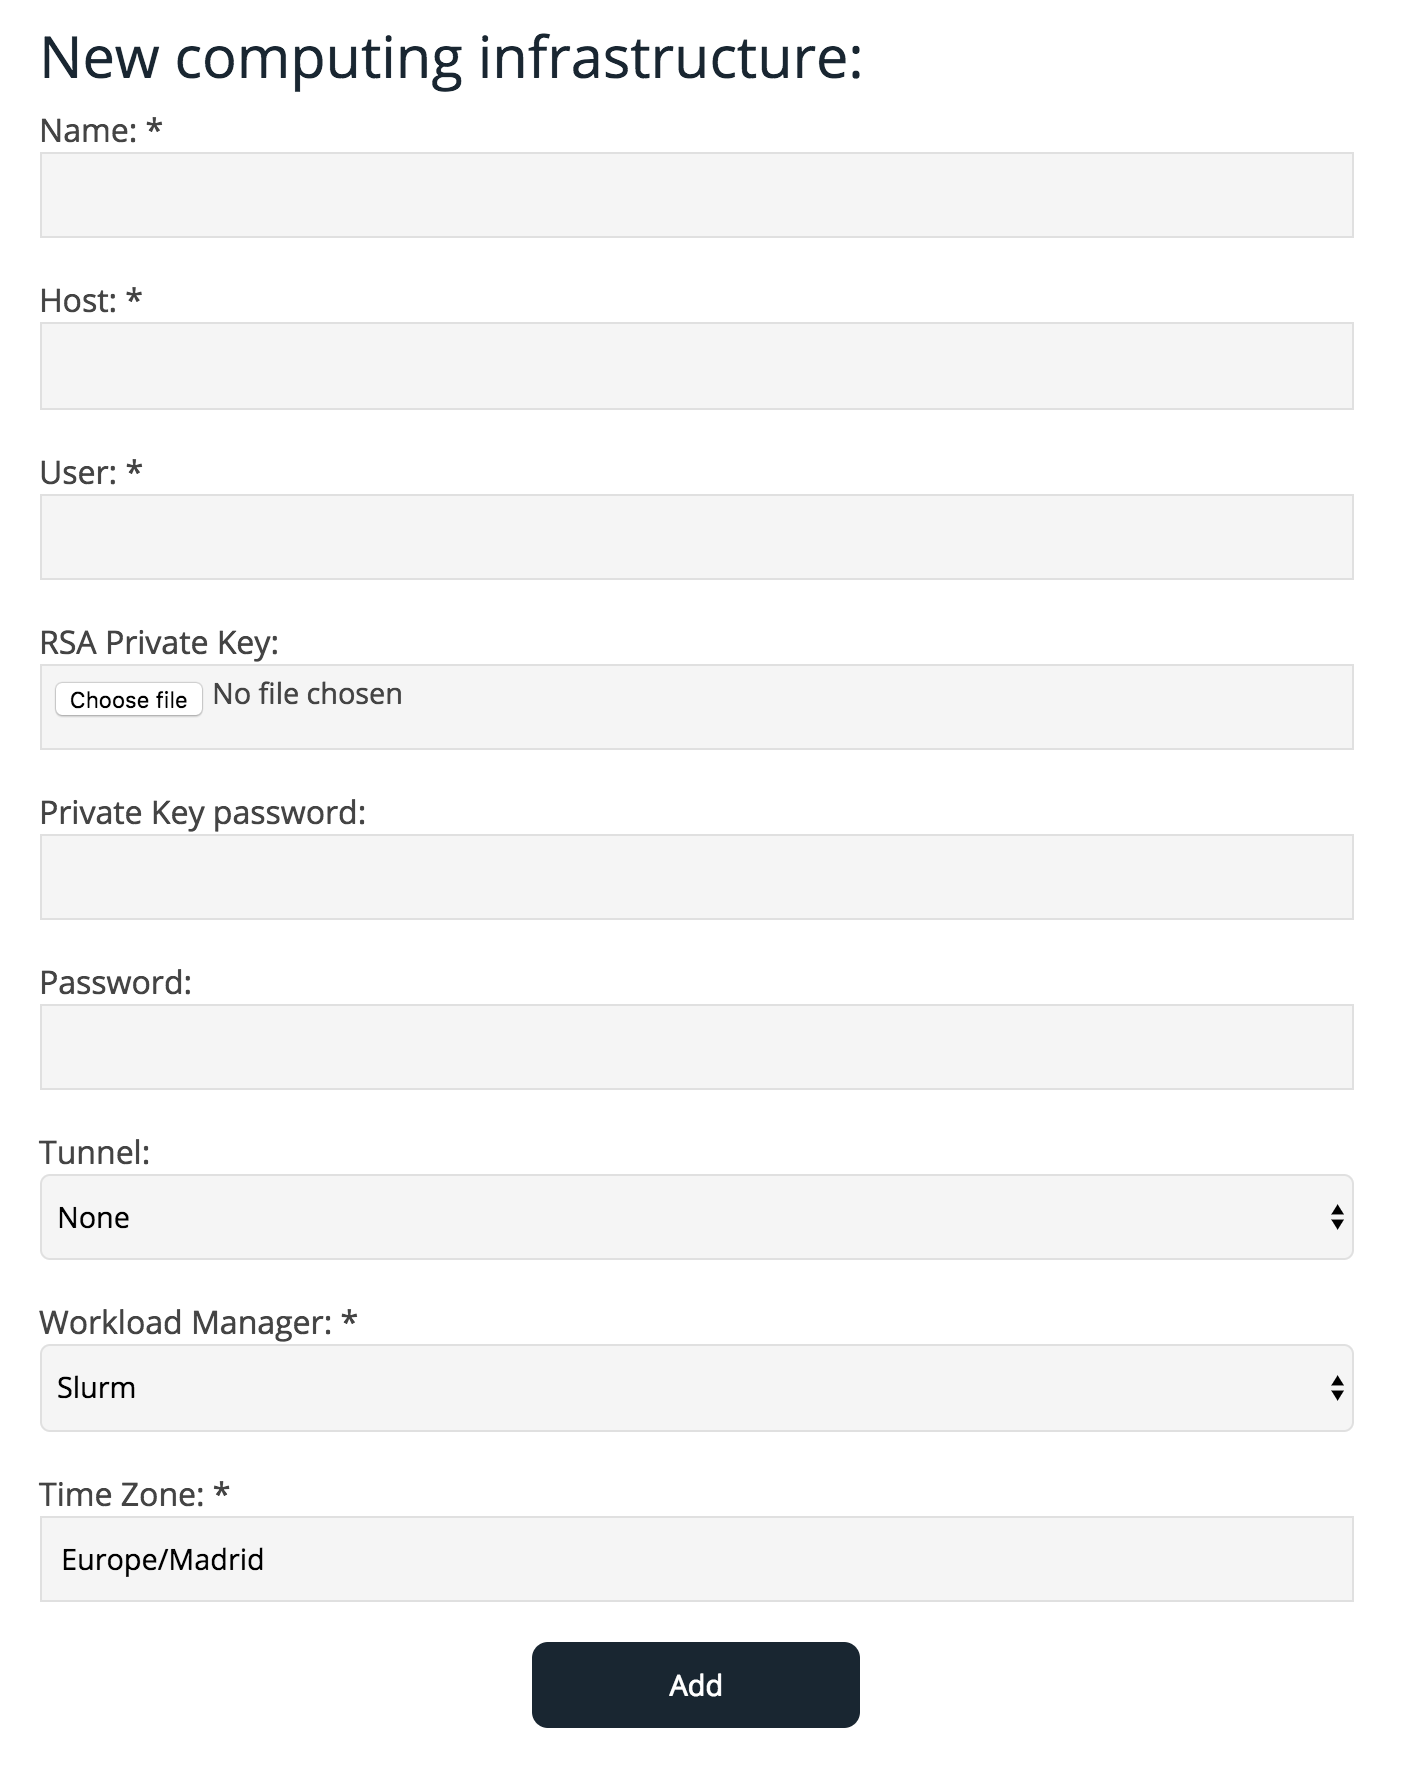 New computing infrastructure:
Name: *
Host: *
User: *
RSA Private Key:
Choose file No file chosen
Private Key password:
Password:
Tunnel:
None
Workload Manager: *
Slurm
Time Zone: *
Europe/Madrid
Add